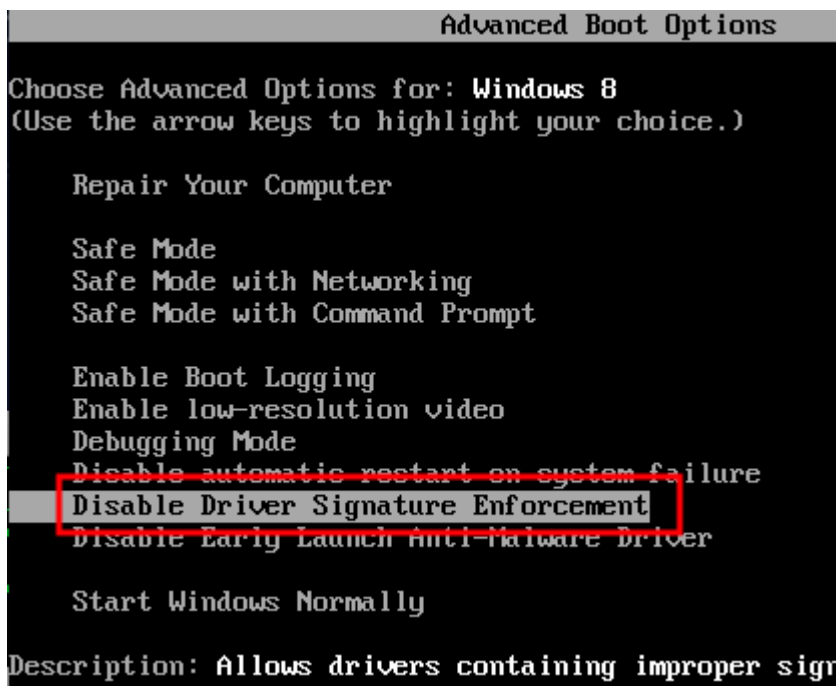 Advanced Boot Options
Choose Advanced Options for: Windows 8
(Use the arrow keys to highlight your choice.)
Repair Your Computer
Safe Mode
Safe Mode with Networking
Safe Mode with Command Prompt
Enable Boot Logging
Enable low-resolution video
Debugging Mode
Disable automatic restart on system failure
Disable Driver Signature Enforcement
Disable Early Launch Anti-Malware Driver
Start Windows Normally
Description: Allows drivers containing improper